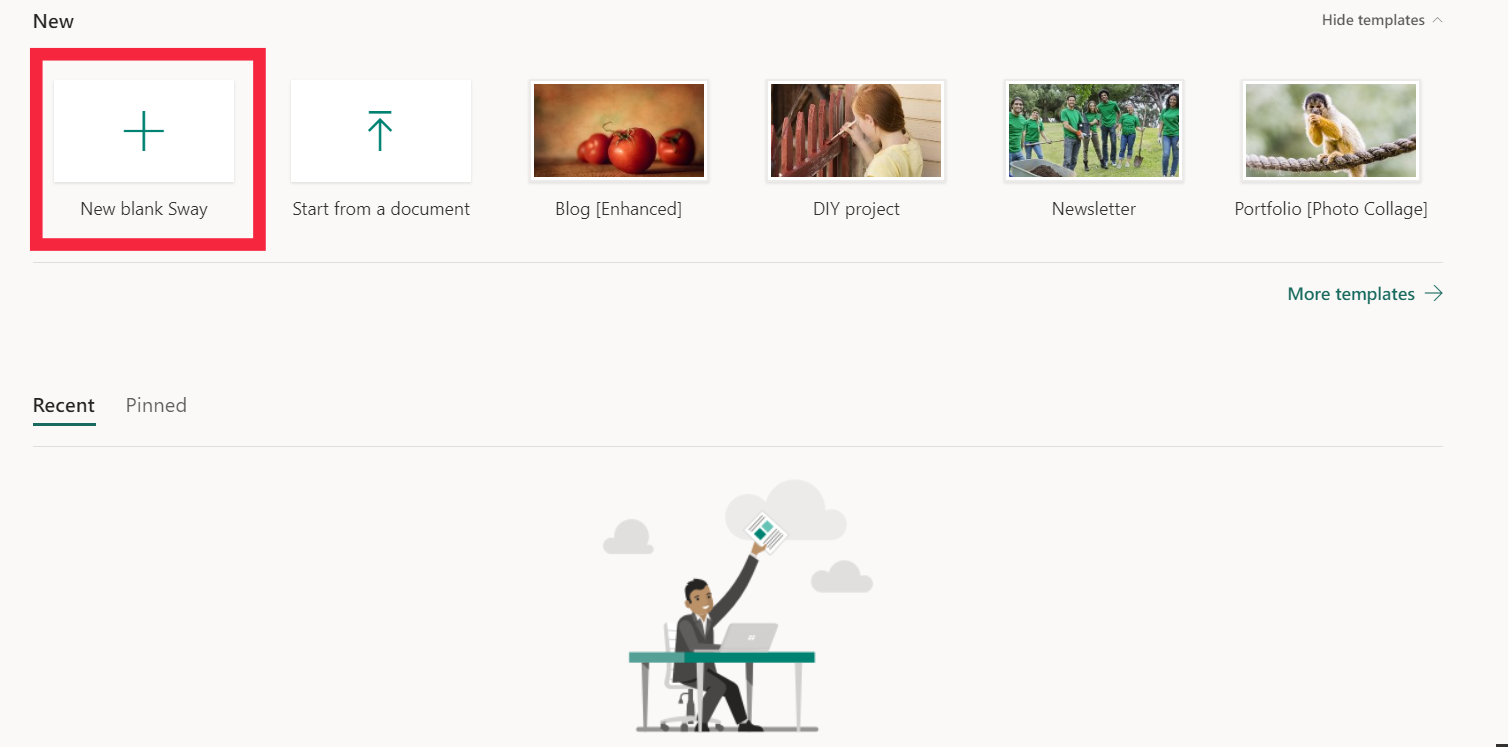 New
Hide templates
New blank Sway
Start from a document
Blog [Enhanced]
DIY project
Newsletter
Portfolio [Photo Collage]
More templates
Recent
Pinned